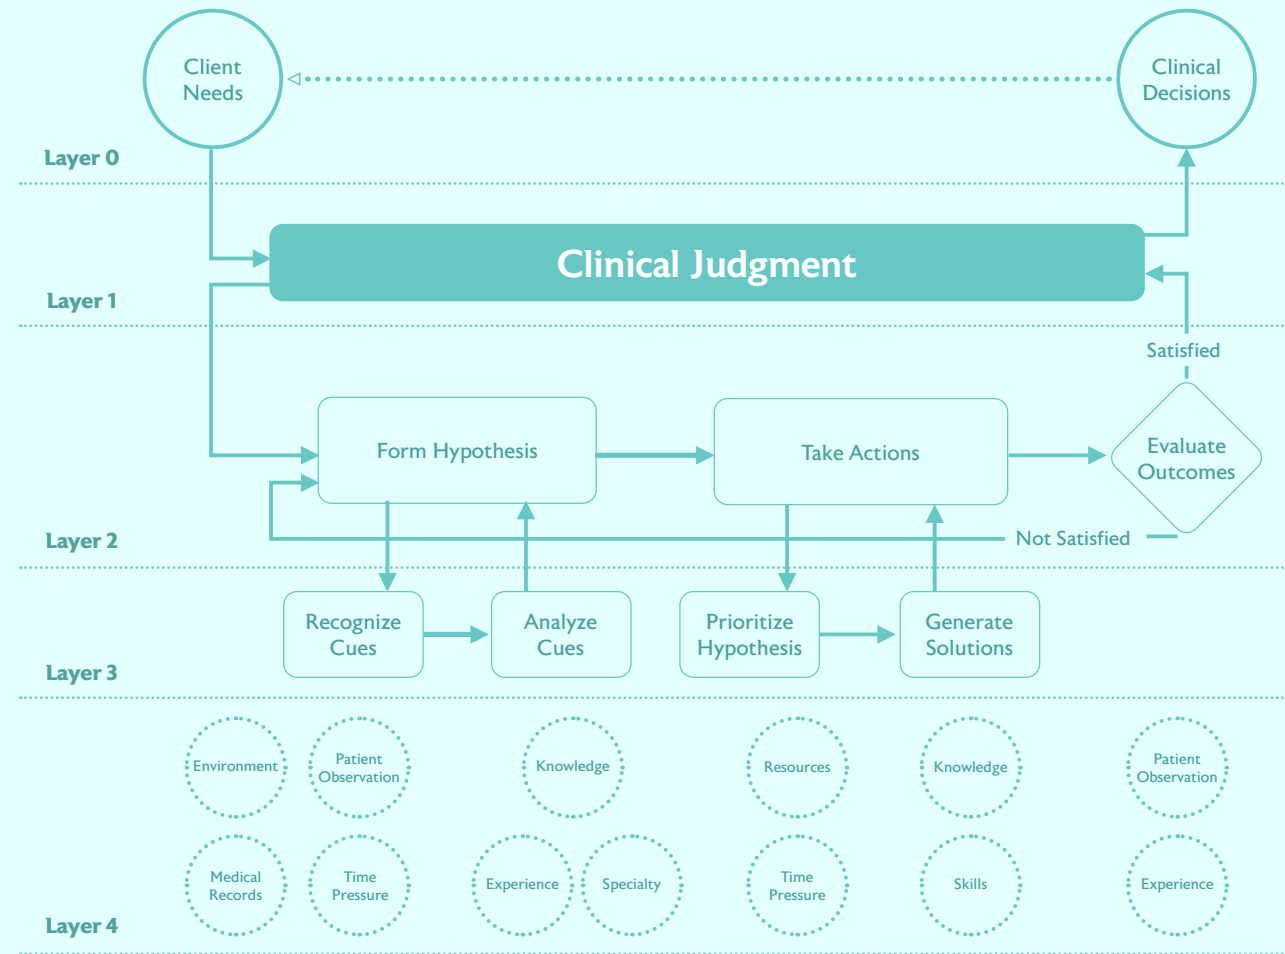 Client
Needs
Clinical
Decisions
Layer 0
Clinical Judgment
Layer 1
Satisfied
Form Hypothesis
Take Actions
Evaluate
Outcomes
Not Satisfied
Layer 2
Recognize
Cues
Analyze
Cues
Prioritize
Hypothesis
Generate
Solutions
Layer 3
Environment
Patient
Observation
Knowledge
Resources
Knowledge
Patient
Observation
Medical
Records
Time
Pressure
Experience
Specialty
Time
Pressure
Skills
Experience
Layer 4